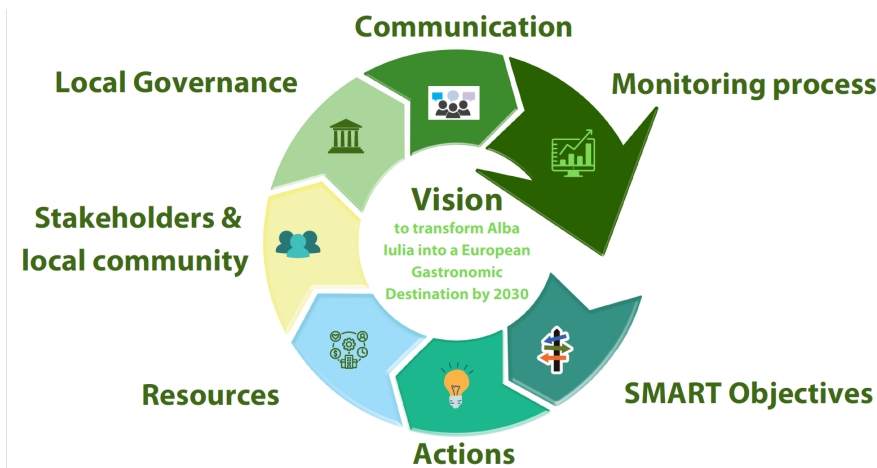 Communication
Local Governance
Monitoring process
Vision
to transform Alba
Iulia into a European
Gastronomic
Destination by 2030
Stakeholders &
local community
Resources
SMART Objectives
Actions